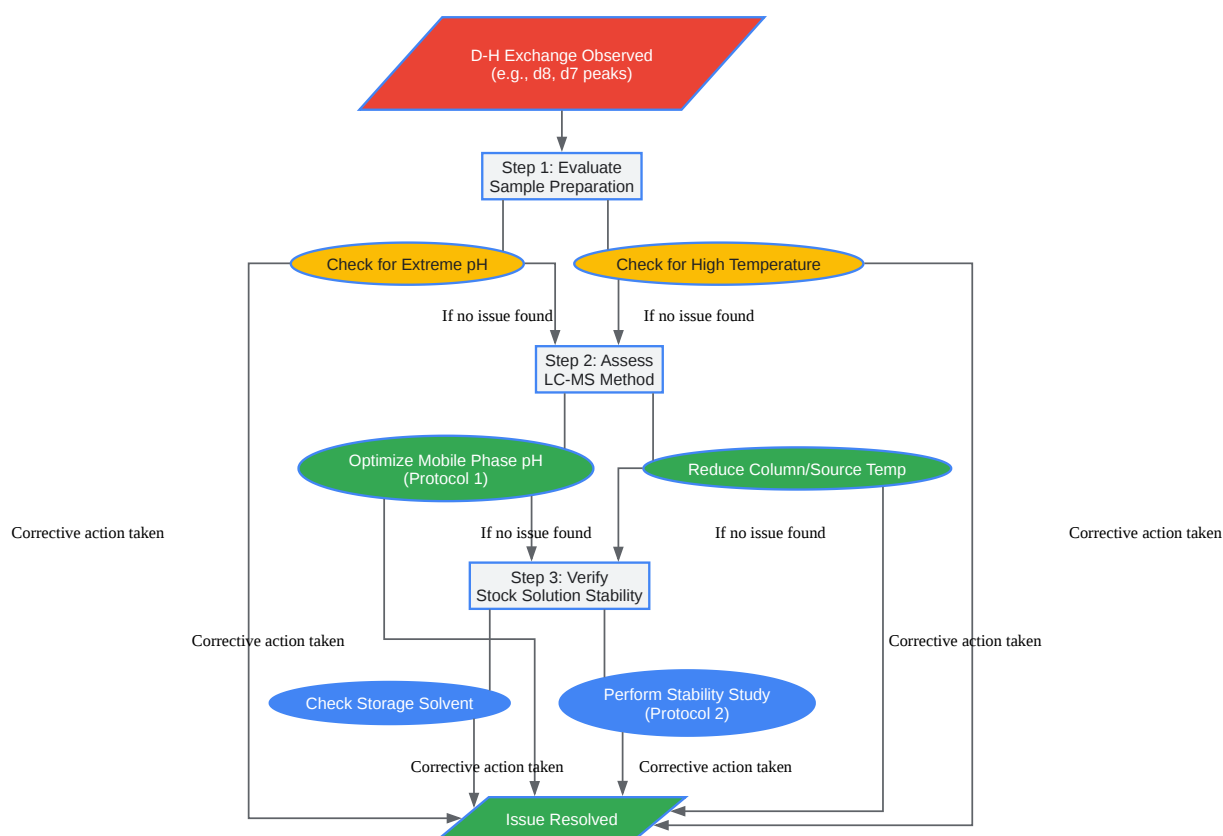 D-H Exchange Observed
(e.g., d8, d7 peaks)
Step 1: Evaluate
Sample Preparation
Check for Extreme pH
Check for High Temperature
If no issue found
If no issue found
Step 2: Assess
LC-MS Method
Optimize Mobile Phase pH
(Protocol 1)
Reduce Column/Source Temp
Corrective action taken
If no issue found
If no issue found
Corrective action taken
Step 3: Verify
Stock Solution Stability
Corrective action taken
Corrective action taken
Check Storage Solvent
Perform Stability Study
(Protocol 2)
Corrective action taken
Corrective action taken
Issue Resolved